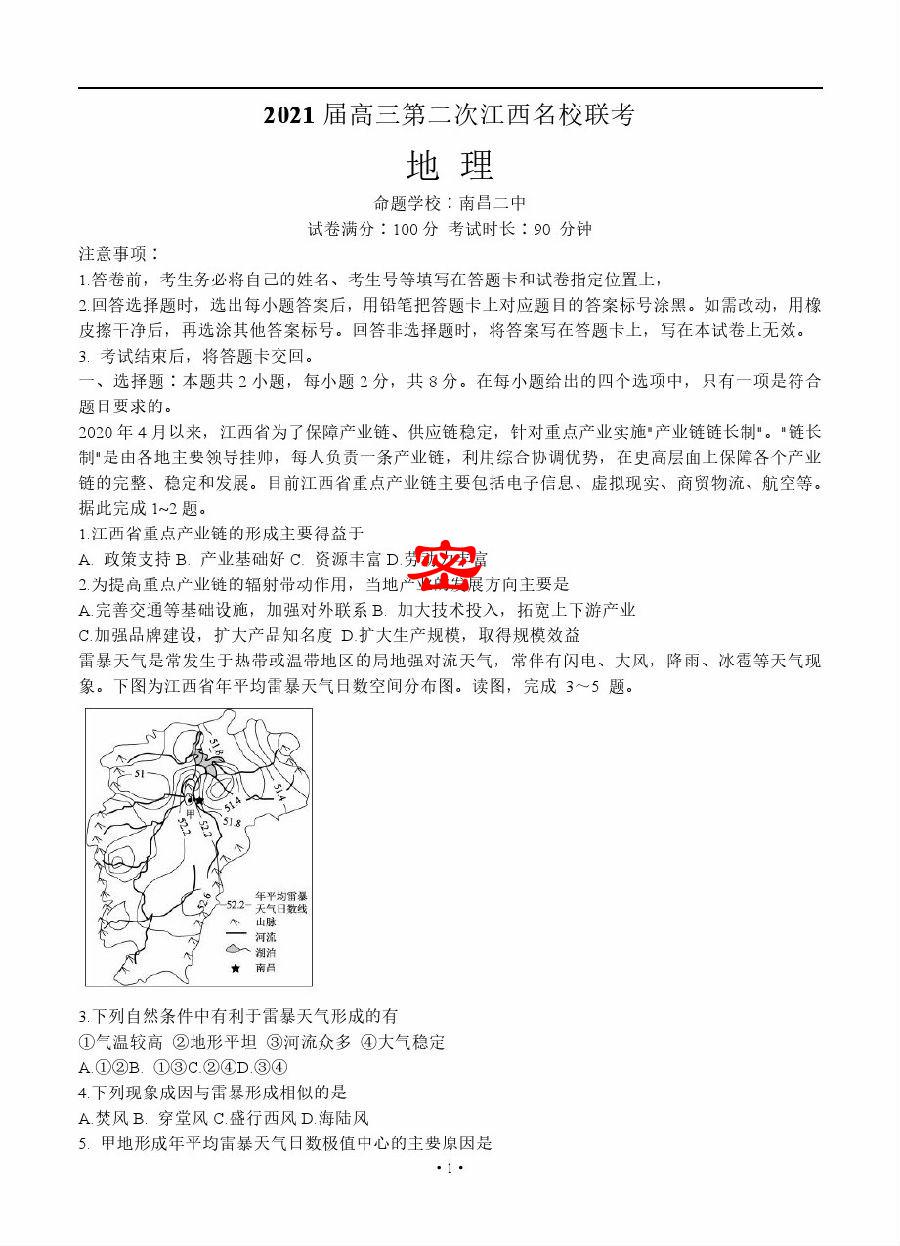 2021 届高三第二次江西名校联考
地 理
命题学校：南昌二中
试卷满分：100 分 考试时长：90 分钟
注意事项：
1.答卷前，考生务必将自己的姓名、考生号等填写在答题卡和试卷指定位置上，
2.回答选择题时，选出每小题答案后，用铅笔把答题卡上对应题目的答案标号涂黑。如需改动，用橡
皮擦干净后，再选涂其他答案标号。回答非选择题时，将答案写在答题卡上，写在本试卷上无效。
3. 考试结束后，将答题卡交回。
一、选择题：本题共 2 小题，每小题 2 分，共 8 分。在每小题给出的四个选项中，只有一项是符合
题目要求的。
2020 年 4 月以来，江西省为了保障产业链、供应链稳定，针对重点产业实施"产业链链长制"。"链长
制"是由各地主要领导挂帅，每人负责一条产业链，利用综合协调优势，在史高层面上保障各个产业
链的完整、稳定和发展。目前江西省重点产业链主要包括电子信息、虚拟现实、商贸物流、航空等。
据此完成 1~2 题。
1.江西省重点产业链的形成主要得益于
A. 政策支持 B. 产业基础好 C. 资源丰富 D.劳动力丰富
密
2.为提高重点产业链的辐射带动作用，当地产业的发展方向主要是
A.完善交通等基础设施，加强对外联系 B. 加大技术投入，拓宽上下游产业
C.加强品牌建设，扩大产品知名度 D.扩大生产规模，取得规模效益
雷暴天气是常发生于热带或温带地区的局地强对流天气，常伴有闪电、大风，降雨、冰雹等天气现
象。下图为江西省年平均雷暴天气日数空间分布图。读图，完成 3～5 题。
51.8
51
51.4
51.4
甲
52.2
52.2
51.8
52.6
52.2 年平均雷暴
天气日数线
山脉
河流
湖泊
南昌
3.下列自然条件中有利于雷暴天气形成的有
①气温较高 ②地形平坦 ③河流众多 ④大气稳定
A.①②B. ①③C.②④D.③④
4.下列现象成因与雷暴形成相似的是
A.焚风 B. 穿堂风 C.盛行西风 D.海陆风
5. 甲地形成年平均雷暴天气日数极值中心的主要原因是
• 1 •